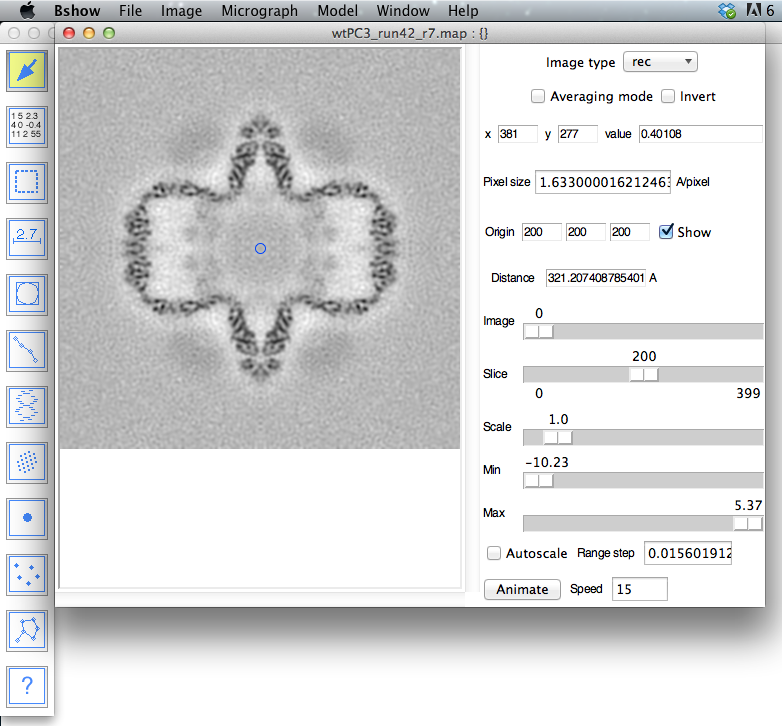 Bshow File Image Micrograph Model Window Help 6
wtPC3_run42_r7.map : {}
1 5 2.3
4 0 -0.4
11 2 55
2.7
?
Image type rec
Averaging mode Invert
x 381 y 277 value 0.40108
Pixel size 1.633000016212463 A/pixel
Origin 200 200 200 Show
Distance 321.207408785401 A
0
Image
200
Slice
0 399
1.0
Scale
-10.23
Min
5.37
Max
Autoscale Range step 0.015601912
Animate Speed 15